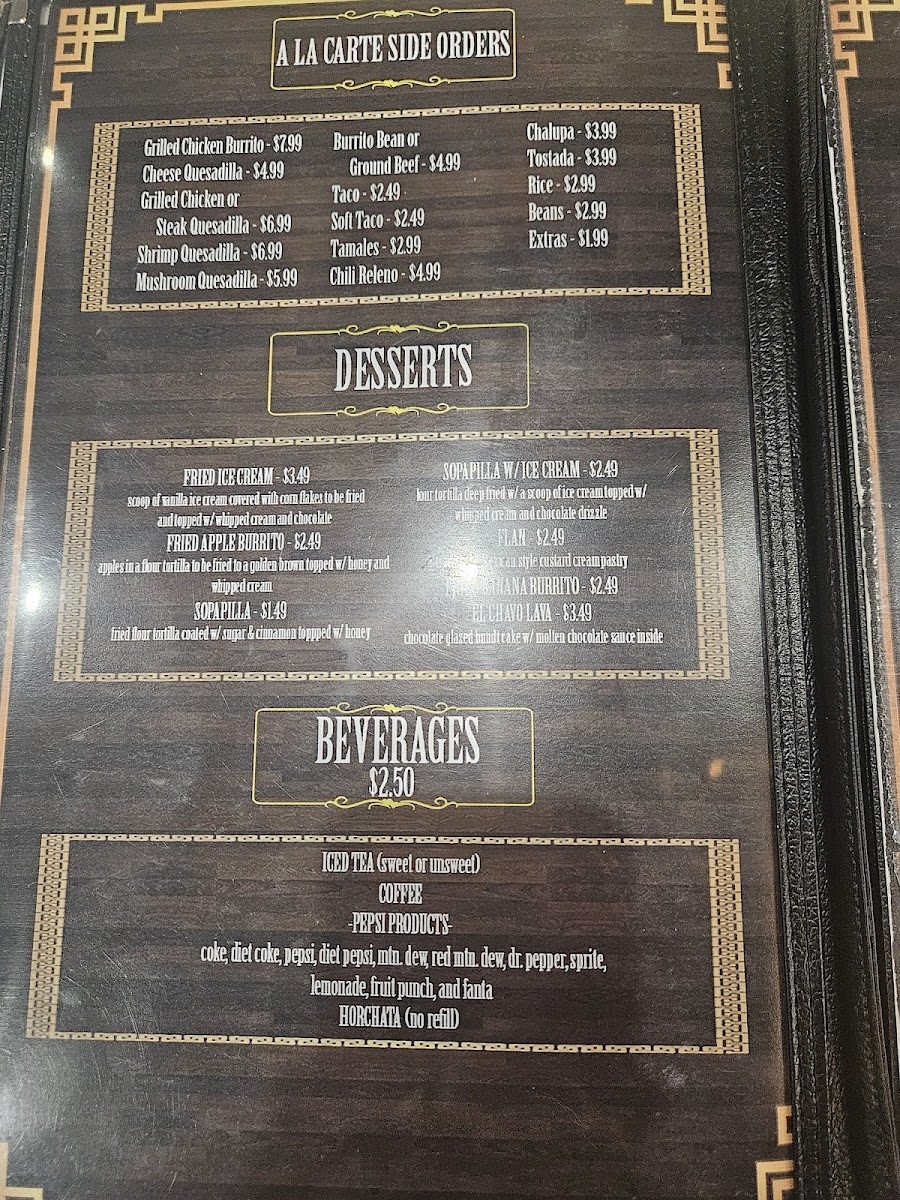 A LA CARTE SIDE ORDERS
Grilled Chicken Burrito - $7.99
Cheese Quesadilla - $4.99
Grilled Chicken or
Steak Quesadilla - $6.99
Shrimp Quesadilla - $6.99
Mushroom Quesadilla - $5.99
Burrito Bean or
Ground Beef - $4.99
Taco - $2.49
Soft Taco - $2.49
Tamales - $2.99
Chili Releno - $4.99
Chalupa - $3.99
Tostada - $3.99
Rice - $2.99
Beans - $2.99
Extras - $1.99
DESSERTS
FRIED ICE CREAM - $3.49
scoop of vanilla ice cream covered with corn flakes to be fried
and topped w/ whipped cream and chocolate
FRIED APPLE BURRITO - $2.49
apples in a flour tortilla to be fried to a golden brown topped w/ honey and
whipped cream
SOPAPILLA - $1.49
fried flour tortilla coated w/ sugar & cinnamon toppped w/ honey
SOPAPILLA W/ ICE CREAM - $2.49
lour tortilla deep fried w/ a scoop of ice cream topped w/
whipped cream and chocolate drizzle
FLAN - $2.49
style custard cream pastry
BURRITO - $2.49
EL CHAVO LAVA - $3.49
chocolate glazed bundt cake w/ molten chocolate sauce inside
BEVERAGES
$2.50
ICED TEA (sweet or unsweet)
COFFEE
-PEPSI PRODUCTS-
coke, diet coke, pepsi, diet pepsi, mtn. dew, red mtn. dew, dr. pepper, sprite,
lemonade, fruit punch, and fanta
HORCHATA (no refill)